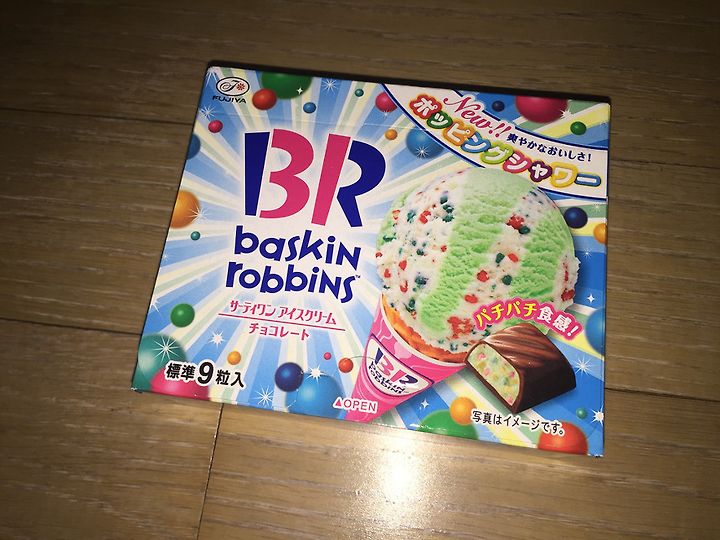 FUJIYA
New!!
爽やかなおいしさ!
ポッピングシャワー
BR
baskin
robbins™
サーティワン アイスクリーム
チョコレート
パチパチ食感!
BR
baskin
robbins
標準9粒入
▲OPEN
写真はイメージです。